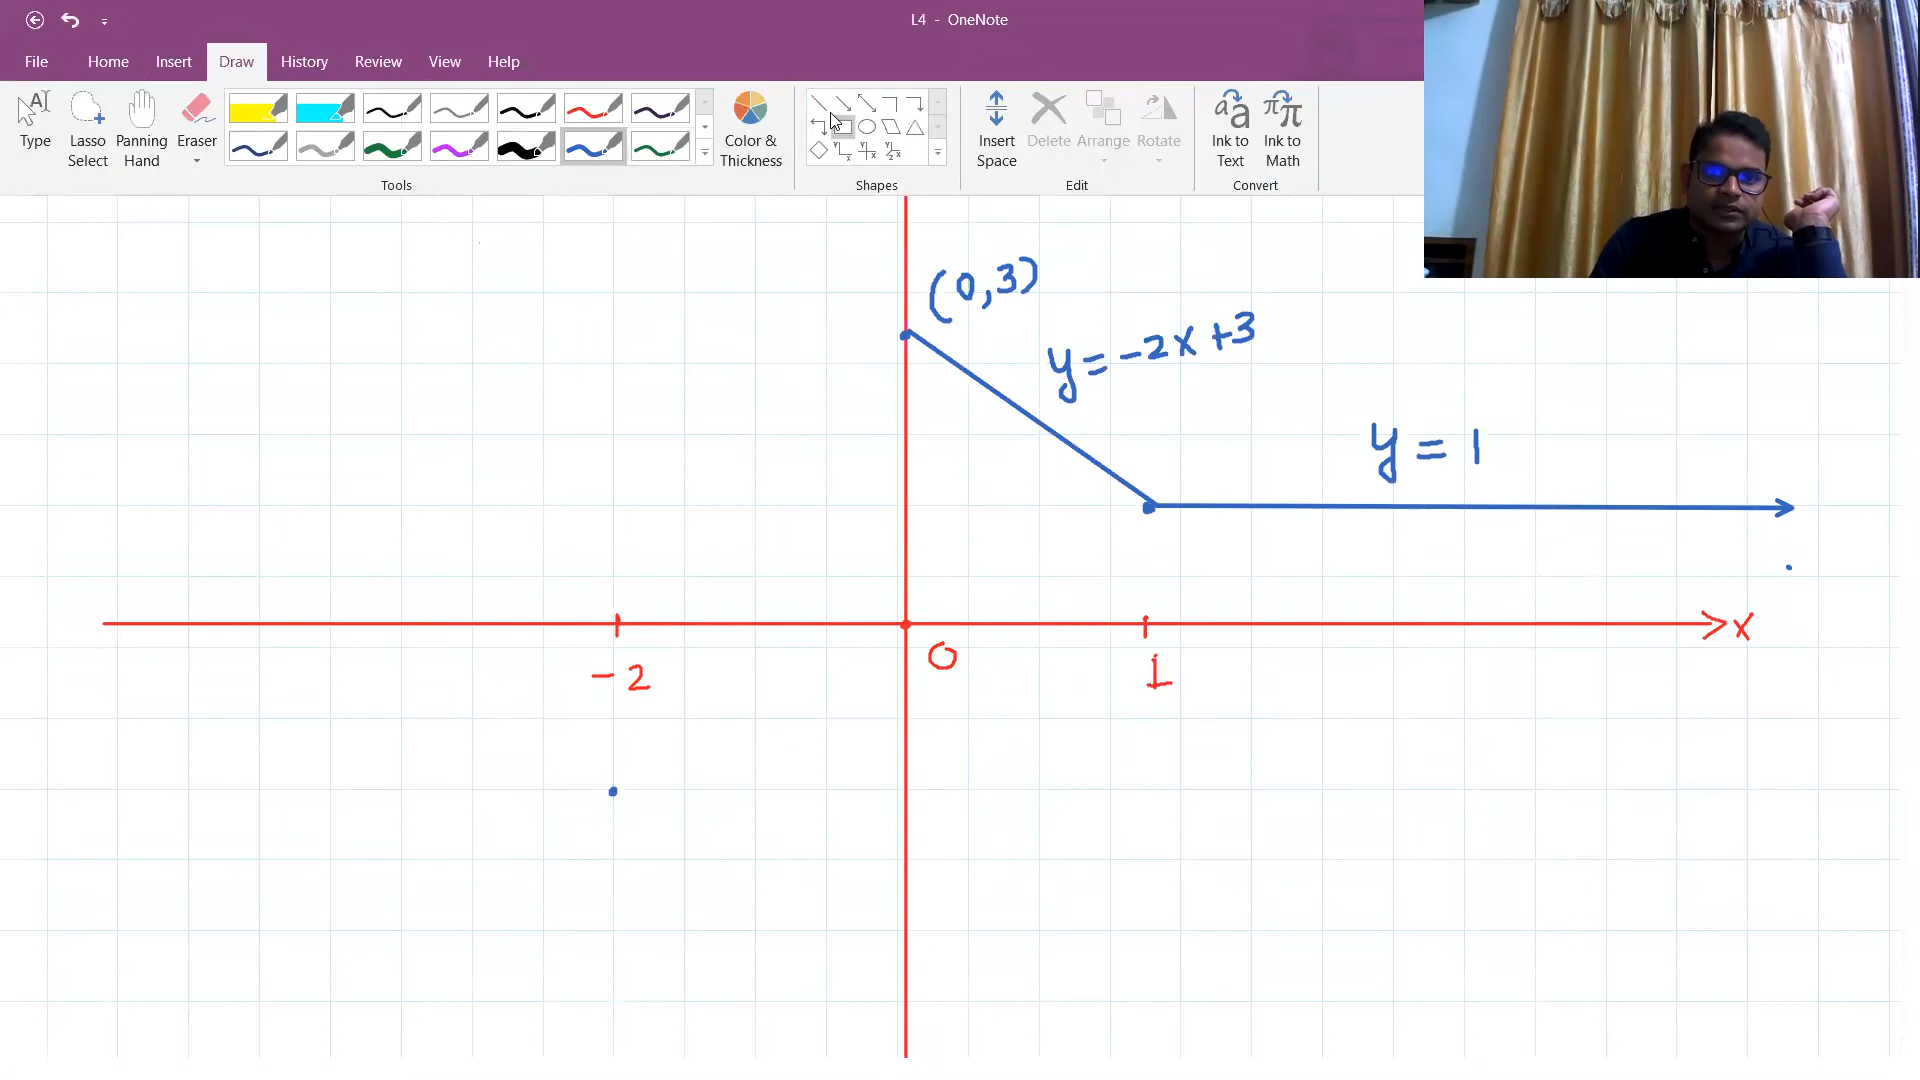 L4 - OneNote
File Home Insert Draw History Review View Help
Type
Lasso Select
Panning Hand
Eraser
Color & Thickness
Insert Space
Delete
Arrange
Rotate
Ink to Text
Ink to Math
Tools
Shapes
Edit
Convert
(0,3)
y=-2x+3
y = 1
x
-2
0
1